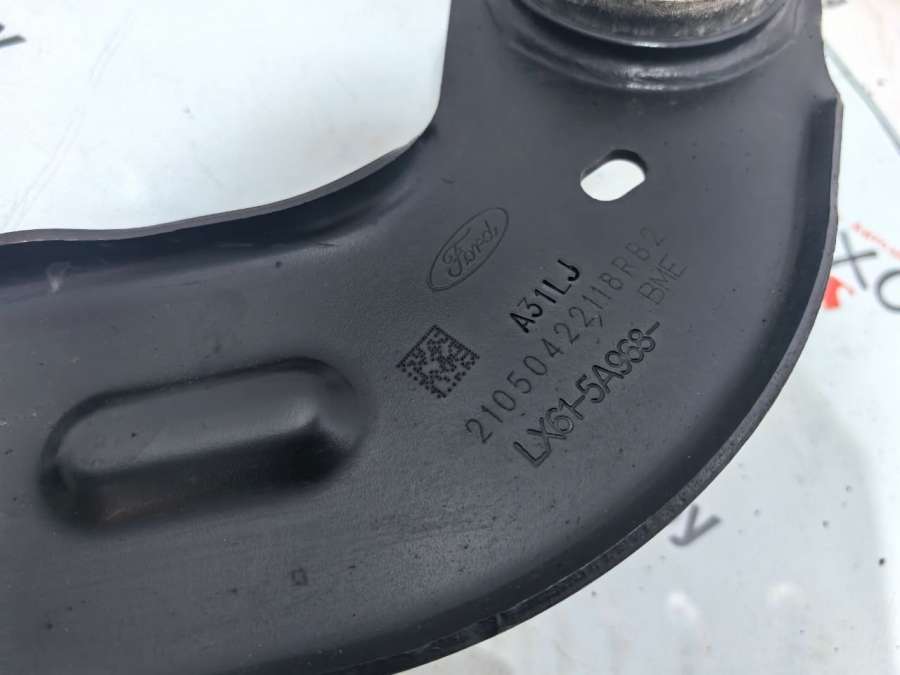 Ford
A31LJ
21050422118RB2
BME
LX61-5A968-